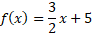 f(x) = 3/2 x + 5